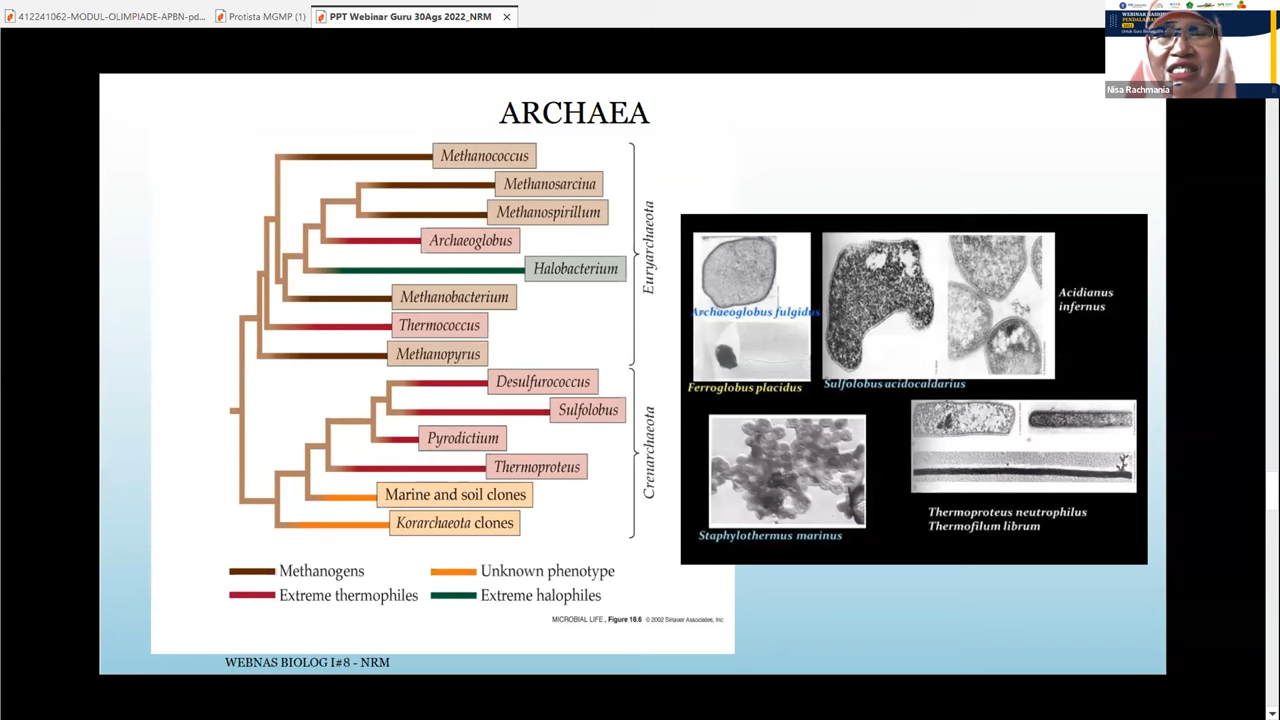 412241062-MODUL-OLIMPIADE-APBN-pd...
Protista MGMP (1)
PPT Webinar Guru 30Ags 2022_NRM
Nisa Rachmania
ARCHAEA
Methanococcus
Methanosarcina
Methanospirillum
Archaeoglobus
Halobacterium
Methanobacterium
Thermococcus
Methanopyrus
Euryarchaeota
Desulfurococcus
Sulfolobus
Pyrodictium
Thermoproteus
Marine and soil clones
Korarchaeota clones
Crenarchaeota
Methanogens
Unknown phenotype
Extreme thermophiles
Extreme halophiles
MICROBIAL LIFE, Figure 18.6 © 2002 Sinauer Associates, Inc
Archaeoglobus fulgidus
Ferroglobus placidus
Sulfolobus acidocaldarius
Acidianus
infernus
Staphylothermus marinus
Thermoproteus neutrophilus
Thermofilum librum
WEBNAS BIOLOG I#8 - NRM